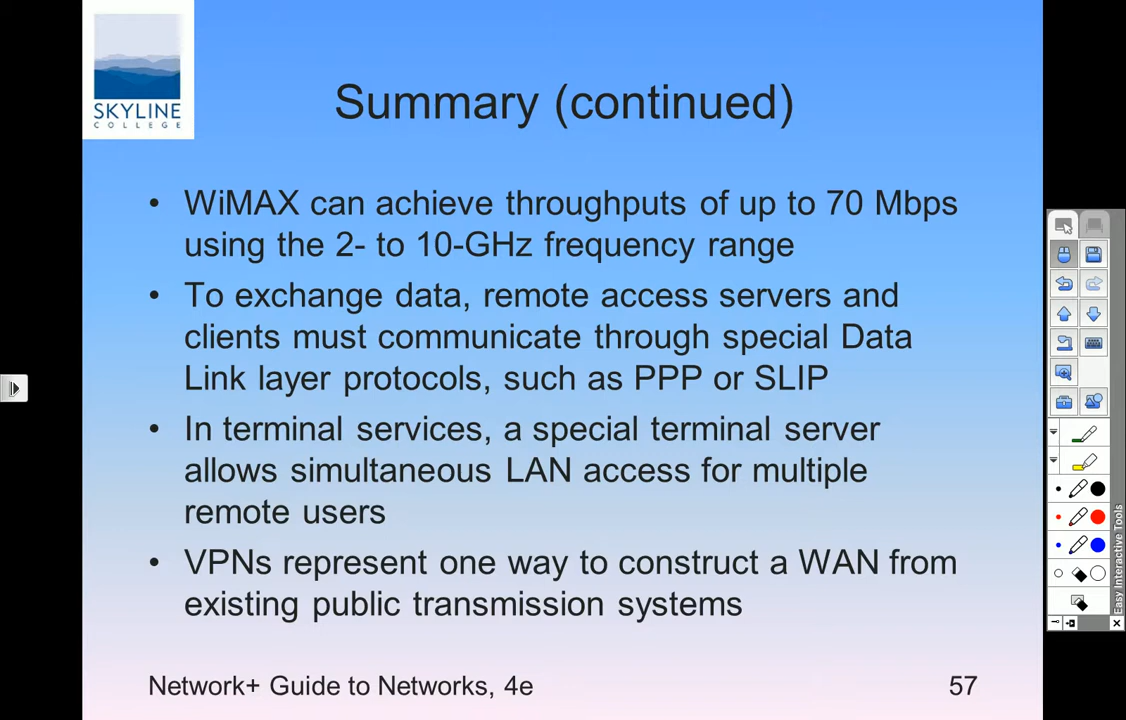 SKYLINE
COLLEGE
Summary (continued)
• WiMAX can achieve throughputs of up to 70 Mbps
using the 2- to 10-GHz frequency range
• To exchange data, remote access servers and
clients must communicate through special Data
Link layer protocols, such as PPP or SLIP
• In terminal services, a special terminal server
allows simultaneous LAN access for multiple
remote users
• VPNs represent one way to construct a WAN from
existing public transmission systems
Network+ Guide to Networks, 4e
57
Easy Interactive Tools